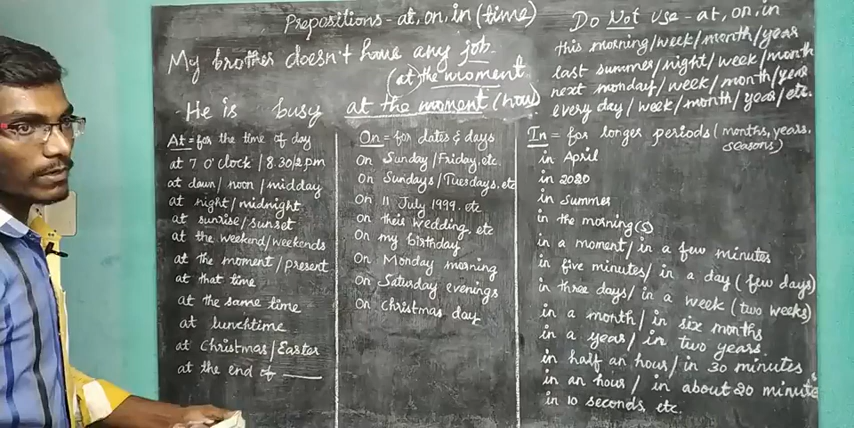 Prepositions - at, on, in (time)
My brother doesn't have any job.
(at) the moment
He is busy at the moment (now)
Do Not use - at, on, in
this morning/week/month/year
last summer/night/week/month
next monday/week/month/year
every day/week/month/year/etc.
At = for the time of day
at 7 O'clock / 8.30/2pm
at dawn/noon/midday
at night/midnight
at sunrise/sunset
at the weekend/weekends
at the moment/present
at that time
at the same time
at lunchtime
at Christmas/Easter
at the end of ____
On = for dates & days
on Sunday/Friday, etc.
on Sundays/Tuesdays, etc
on 11 July 1999. etc
on their wedding, etc
on my birthday
on Monday morning
on Saturday evenings
on christmas day
In = for longer periods (months, years, seasons)
in April
in 2020
in summer
in the morning(s)
in a moment/in a few minutes
in five minutes/in a day (few days)
in three days/in a week (two weeks)
in a month/in six months
in a year/in two years.
in half an hour/in 30 minutes
in an hour/in about 20 minutes
in 10 seconds, etc.